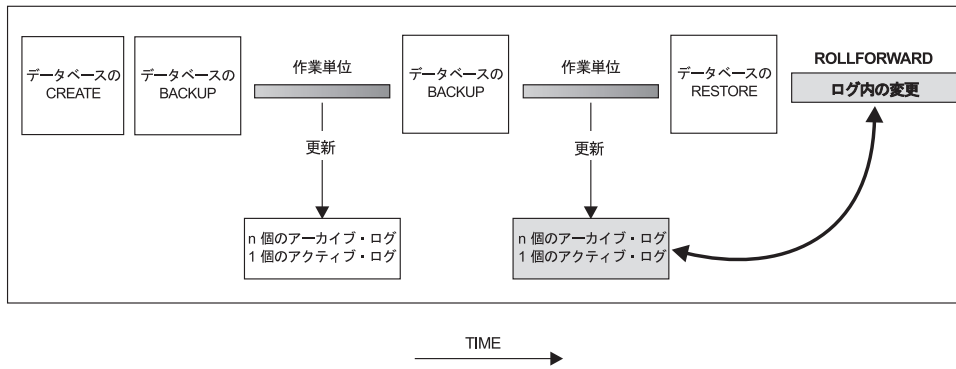 データベースの
CREATE
データベースの
BACKUP
作業単位
更新
n 個のアーカイブ・ログ
1 個のアクティブ・ログ
データベースの
BACKUP
作業単位
更新
n 個のアーカイブ・ログ
1 個のアクティブ・ログ
データベースの
RESTORE
ROLLFORWARD
ログ内の変更
TIME